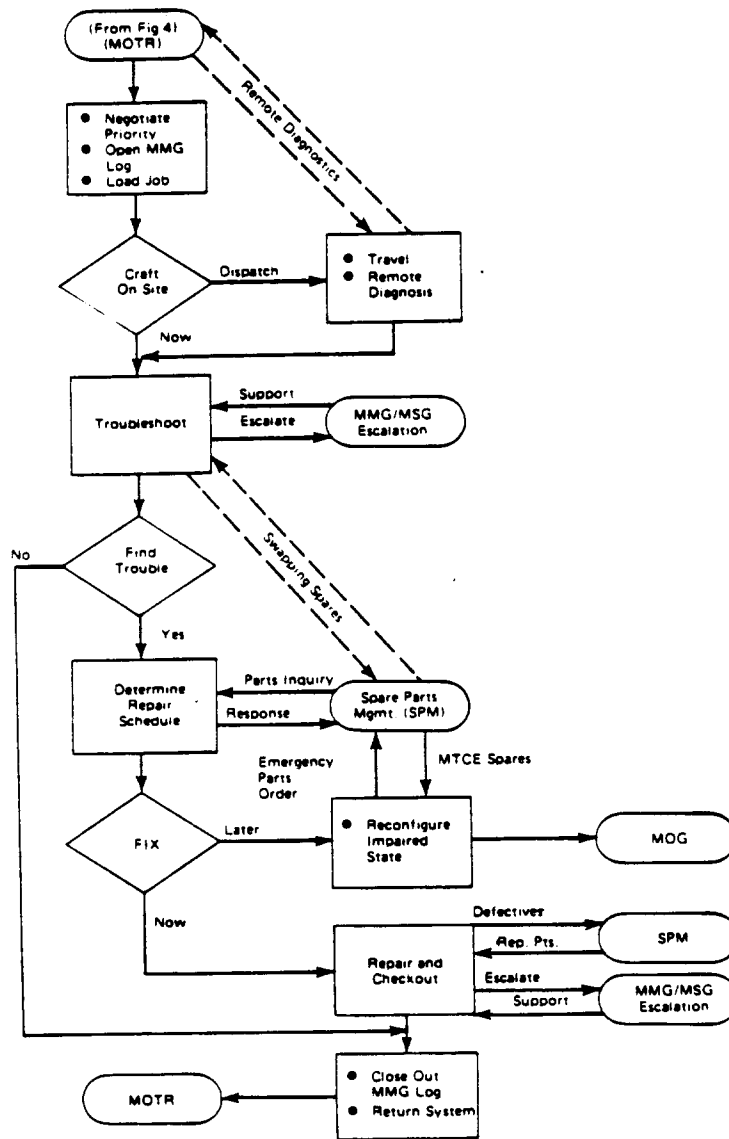 (From Fig 4)
(MOTR)
Remote Diagnostics
● Negotiate
Priority
● Open MMG
Log
● Load Job
Craft
On Site
Dispatch
● Travel
● Remote
Diagnosis
Now
Troubleshoot
Support
Escalate
MMG/MSG
Escalation
No
Find
Trouble
Swapping Spares
Yes
Determine
Repair
Schedule
Parts Inquiry
Response
Spare Parts
Mgmt. (SPM)
Emergency
Parts
Order
MTCE Spares
FIX
Later
● Reconfigure
Impaired
State
MOG
Now
Defectives
Rep. Pts.
SPM
Repair and
Checkout
Escalate
Support
MMG/MSG
Escalation
MOTR
● Close Out
MMG Log
● Return System